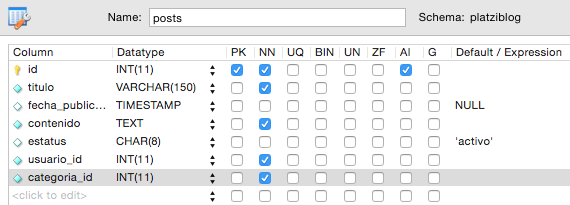 Name: posts Schema: platziblog
Column Datatype PK NN UQ BIN UN ZF AI G Default / Expression
id INT(11)
titulo VARCHAR(150)
fecha_public... TIMESTAMP NULL
contenido TEXT
estatus CHAR(8) 'activo'
usuario_id INT(11)
categoria_id INT(11)
<click to edit>